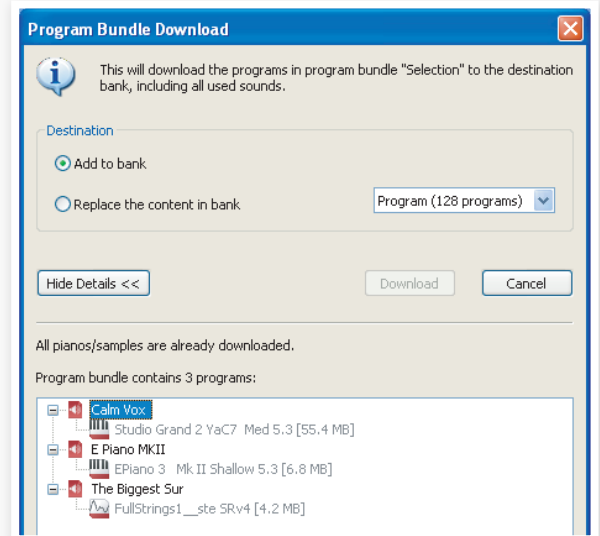 Program Bundle Download
This will download the programs in program bundle "Selection" to the destination
bank, including all used sounds.
Destination
Add to bank
Replace the content in bank
Program (128 programs)
Hide Details <<
Download
Cancel
All pianos/samples are already downloaded.
Program bundle contains 3 programs:
Calm Vox
Studio Grand 2 YaC7 Med 5.3 [55.4 MB]
E Piano MKII
EPiano 3 Mk II Shallow 5.3 [6.8 MB]
The Biggest Sur
FullStrings1__ste SRv4 [4.2 MB]